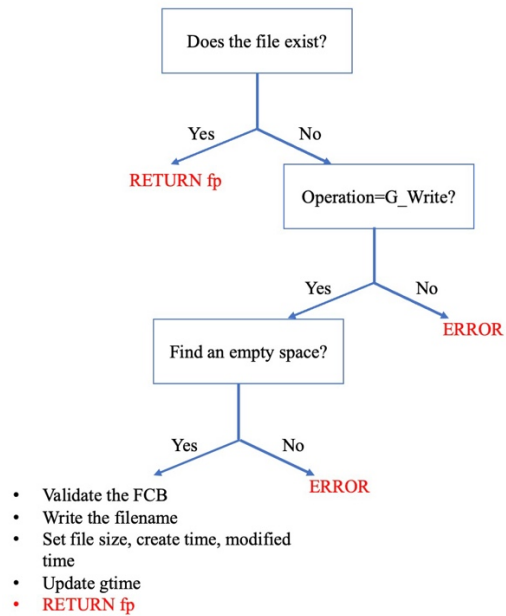 Does the file exist?
Yes
No
RETURN fp
Operation=G_Write?
Yes
No
ERROR
Find an empty space?
Yes
No
ERROR
• Validate the FCB
• Write the filename
• Set file size, create time, modified
time
• Update gtime
• RETURN fp